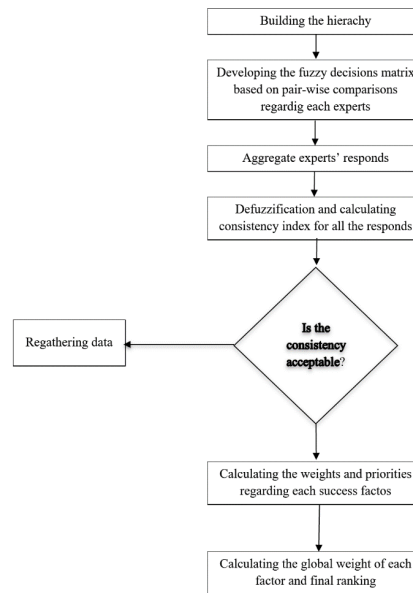 Building the hierachy
Developing the fuzzy decisions matrix
based on pair-wise comparisons
regardig each experts
Aggregate experts' responds
Defuzzification and calculating
consistency index for all the responds
Is the
consistency
acceptable?
Regathering data
Calculating the weights and priorities
regarding each success factos
Calculating the global weight of each
factor and final ranking